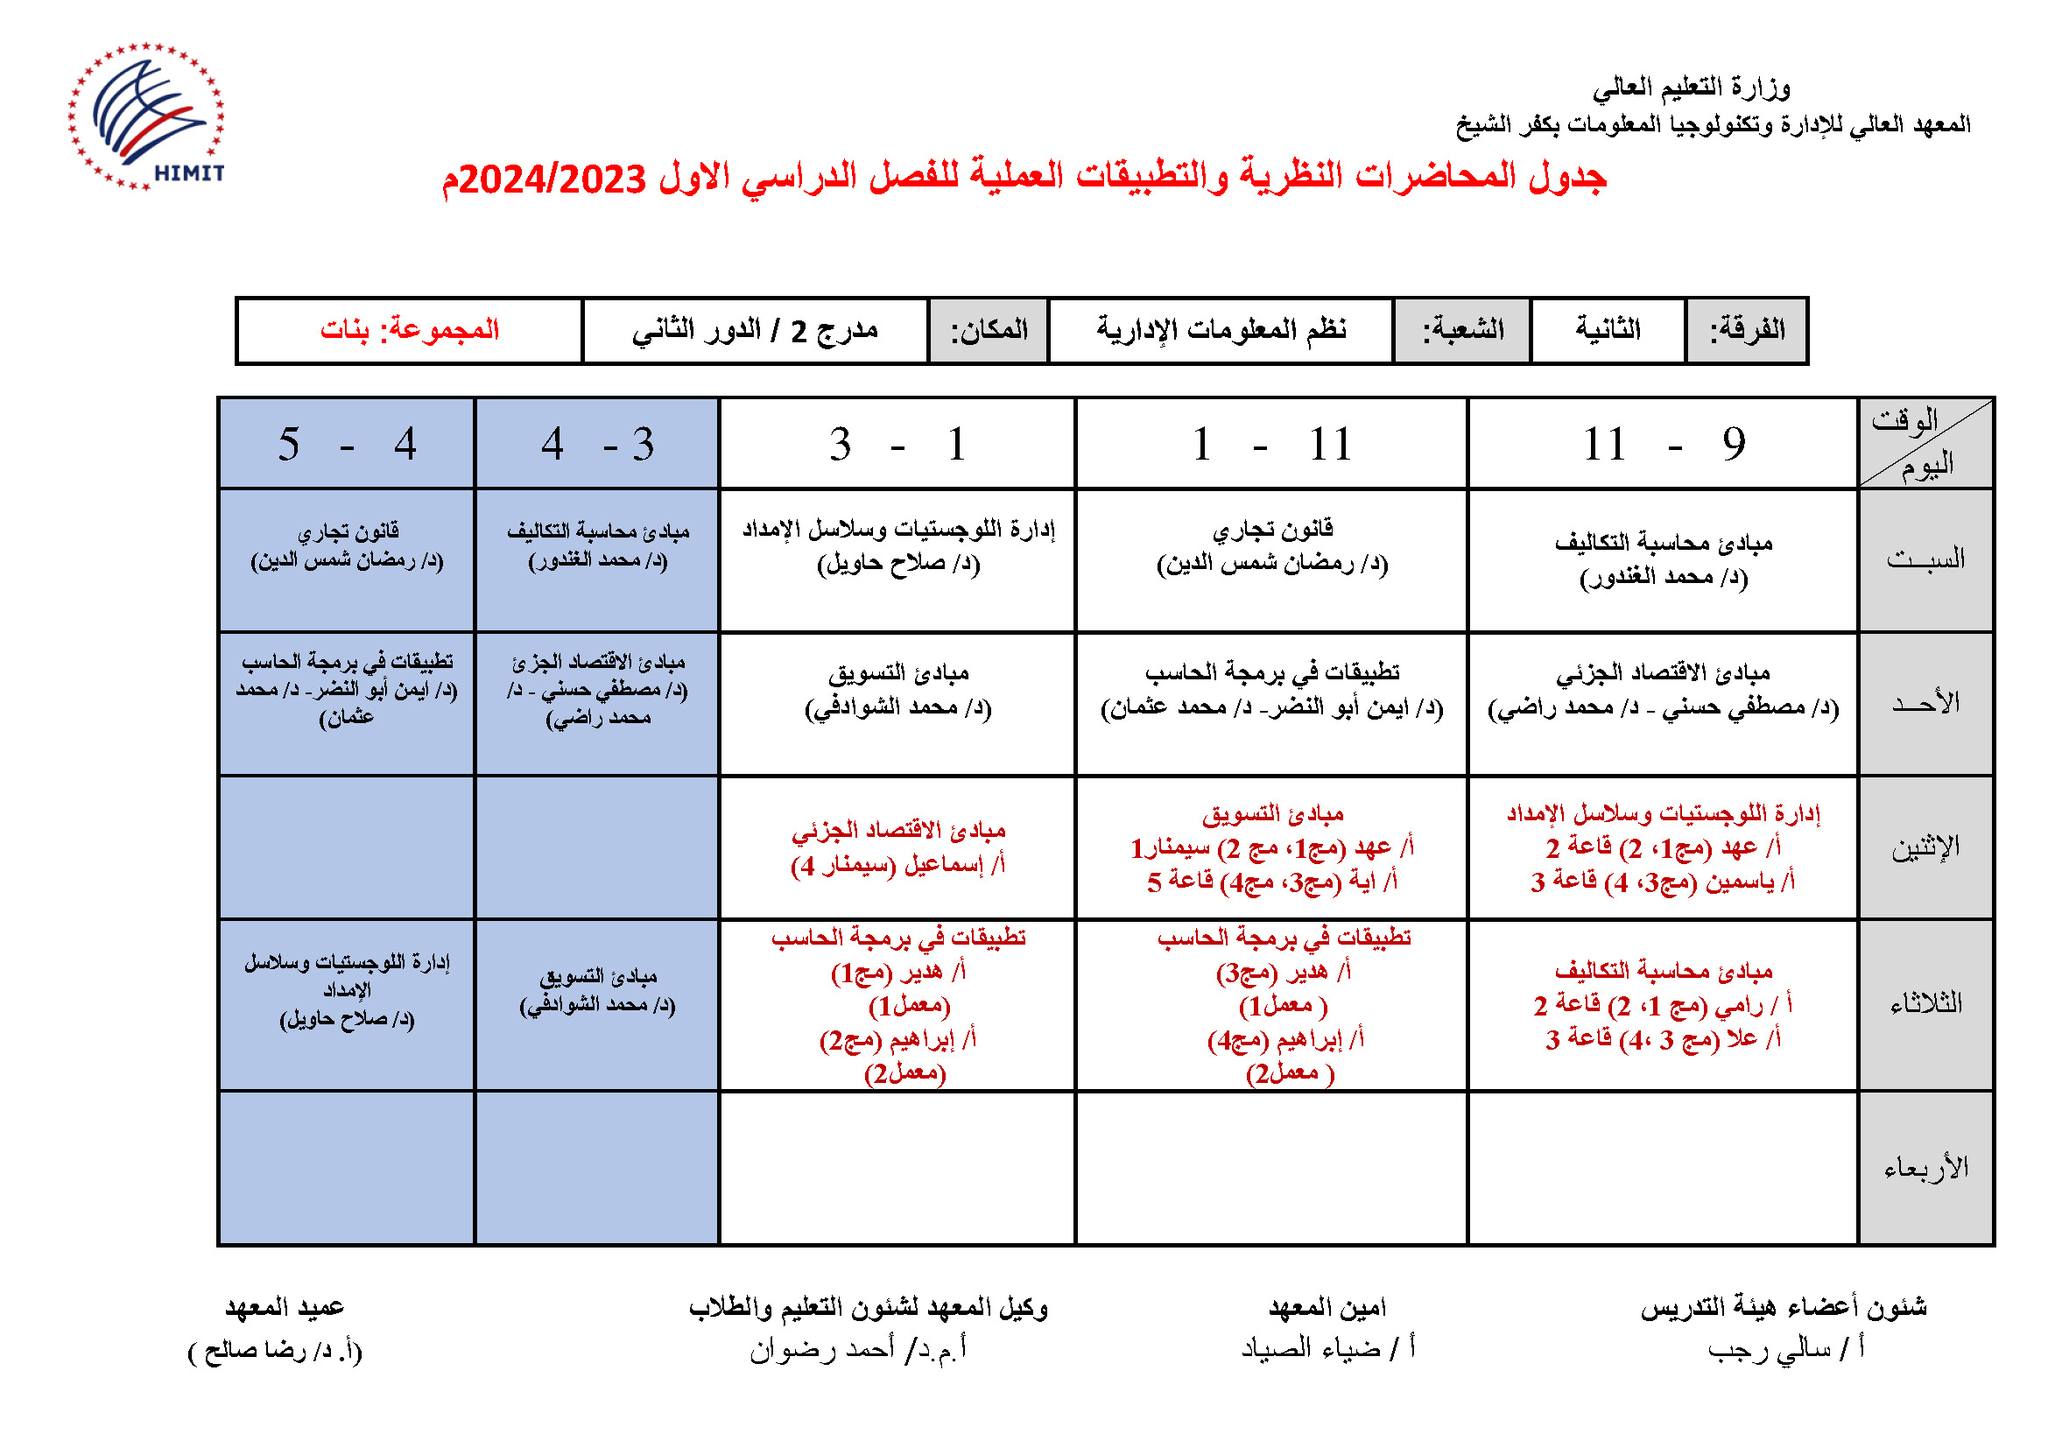 HIMIT
وزارة التعليم العالي
المعهد العالي للإدارة وتكنولوجيا المعلومات بكفر الشيخ
جدول المحاضرات النظرية والتطبيقات العملية للفصل الدراسي الاول 2024/2023م
الفرقة: الثانية الشعبة: نظم المعلومات الإدارية المكان: مدرج 2 / الدور الثاني المجموعة: بنات
الوقت
اليوم
9 - 11
11 - 1
1 - 3
3 - 4
4 - 5
السبــت
مبادئ محاسبة التكاليف
(د/ محمد الغندور)
قانون تجاري
(د/ رمضان شمس الدين)
إدارة اللوجستيات وسلاسل الإمداد
(د/ صلاح حاويل)
مبادئ محاسبة التكاليف
(د/ محمد الغندور)
قانون تجاري
(د/ رمضان شمس الدين)
الأحــد
مبادئ الاقتصاد الجزئي
(د/ مصطفي حسني - د/ محمد راضي)
تطبيقات في برمجة الحاسب
(د/ ايمن أبو النضر- د/ محمد عثمان)
مبادئ التسويق
(د/ محمد الشوادفي)
مبادئ الاقتصاد الجزئ
(د/ مصطفي حسني - د/
محمد راضي)
تطبيقات في برمجة الحاسب
(د/ ايمن أبو النضر- د/ محمد
عثمان)
الإثنين
إدارة اللوجستيات وسلاسل الإمداد
أ/ عهد (مج1، 2) قاعة 2
أ/ ياسمين (مج3، 4) قاعة 3
مبادئ التسويق
أ/ عهد (مج1، مج 2) سيمنار1
أ/ اية (مج3، مج4) قاعة 5
مبادئ الاقتصاد الجزئي
أ/ إسماعيل (سيمنار 4)
الثلاثاء
مبادئ محاسبة التكاليف
أ / رامي (مج 1، 2) قاعة 2
أ/ علا (مج 3 ،4) قاعة 3
تطبيقات في برمجة الحاسب
أ/ هدير (مج3)
( معمل1)
أ/ إبراهيم (مج4)
( معمل2)
تطبيقات في برمجة الحاسب
أ/ هدير (مج1)
(معمل1)
أ/ إبراهيم (مج2)
(معمل2)
مبادئ التسويق
(د/ محمد الشوادفي)
إدارة اللوجستيات وسلاسل
الإمداد
(د/ صلاح حاويل)
الأربعاء
شئون أعضاء هيئة التدريس
أ / سالي رجب
امين المعهد
أ / ضياء الصياد
وكيل المعهد لشئون التعليم والطلاب
أ.م.د/ أحمد رضوان
عميد المعهد
(أ. د/ رضا صالح )